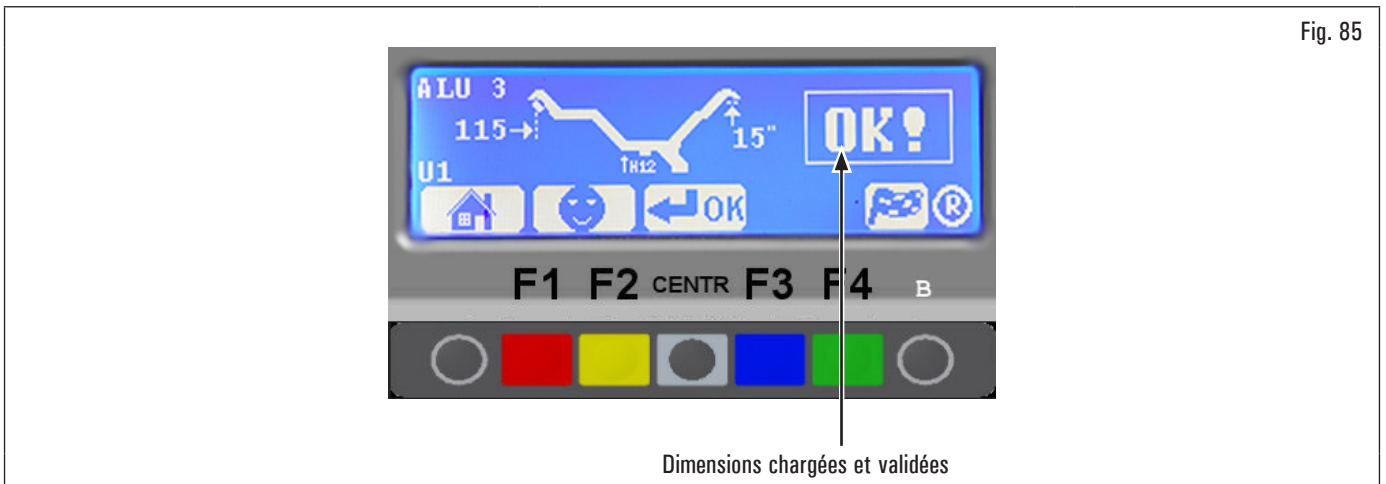 Fig. 85
ALU 3
115
15"
OK!
H12
U1
OK
®
F1 F2 CENTR F3 F4 B
Dimensions chargées et validées